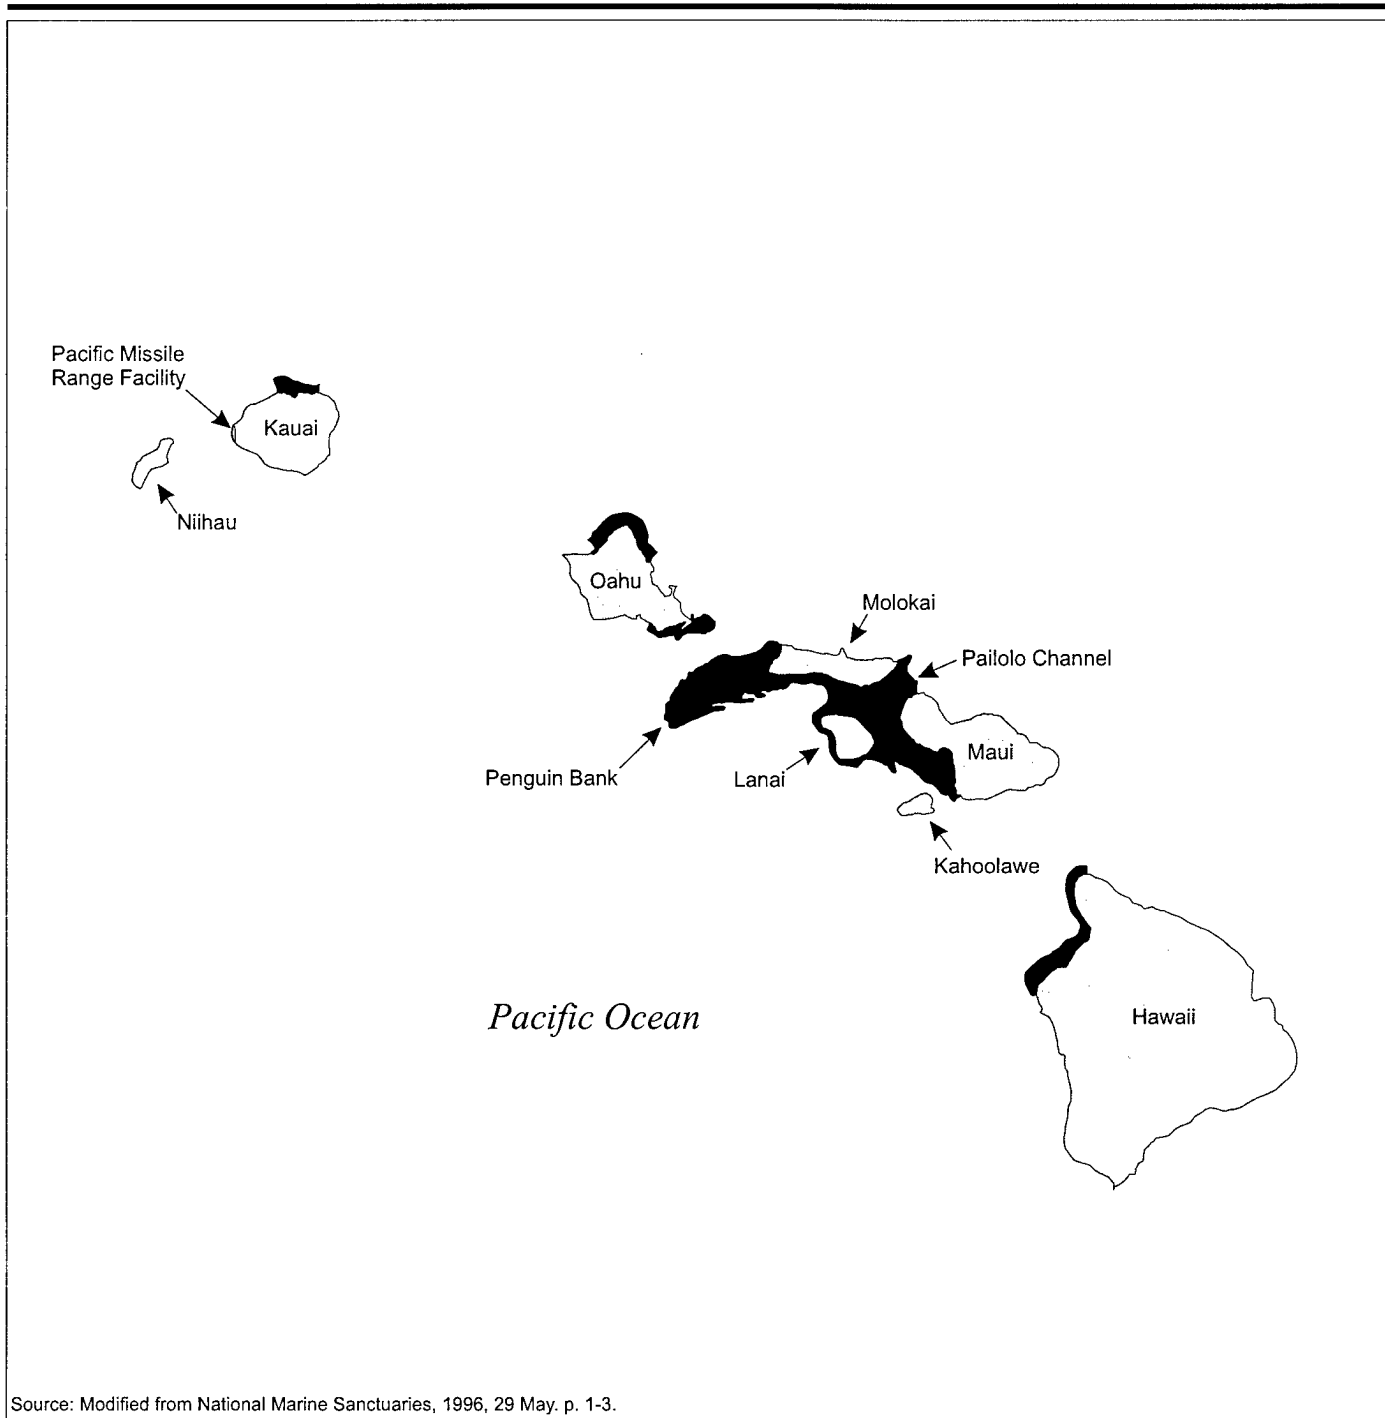 Pacific Missile
Range Facility
Kauai
Niihau
Oahu
Molokai
Pailolo Channel
Maui
Penguin Bank
Lanai
Kahoolawe
Pacific Ocean
Hawaii
Source: Modified from National Marine Sanctuaries, 1996, 29 May. p. 1-3.